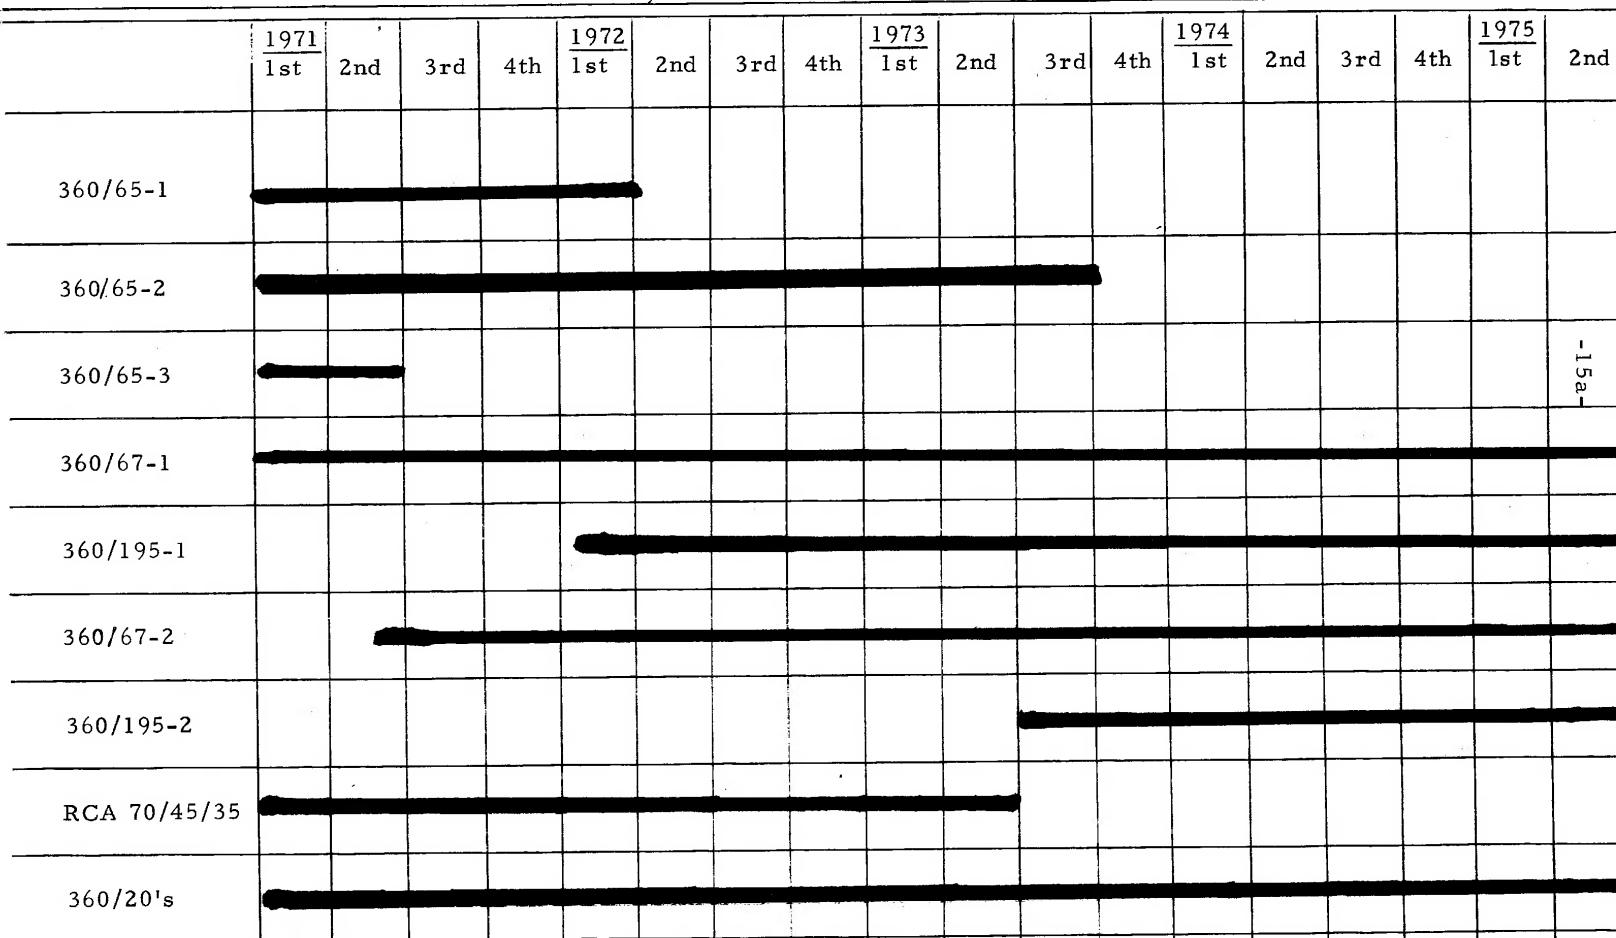 1971 1972 1973 1974 1975
1st 2nd 3rd 4th 1st 2nd 3rd 4th 1st 2nd 3rd 4th 1st 2nd 3rd 4th 1st 2nd
360/65-1
360/65-2
360/65-3
-15a-
360/67-1
360/195-1
360/67-2
360/195-2
RCA 70/45/35
360/20's